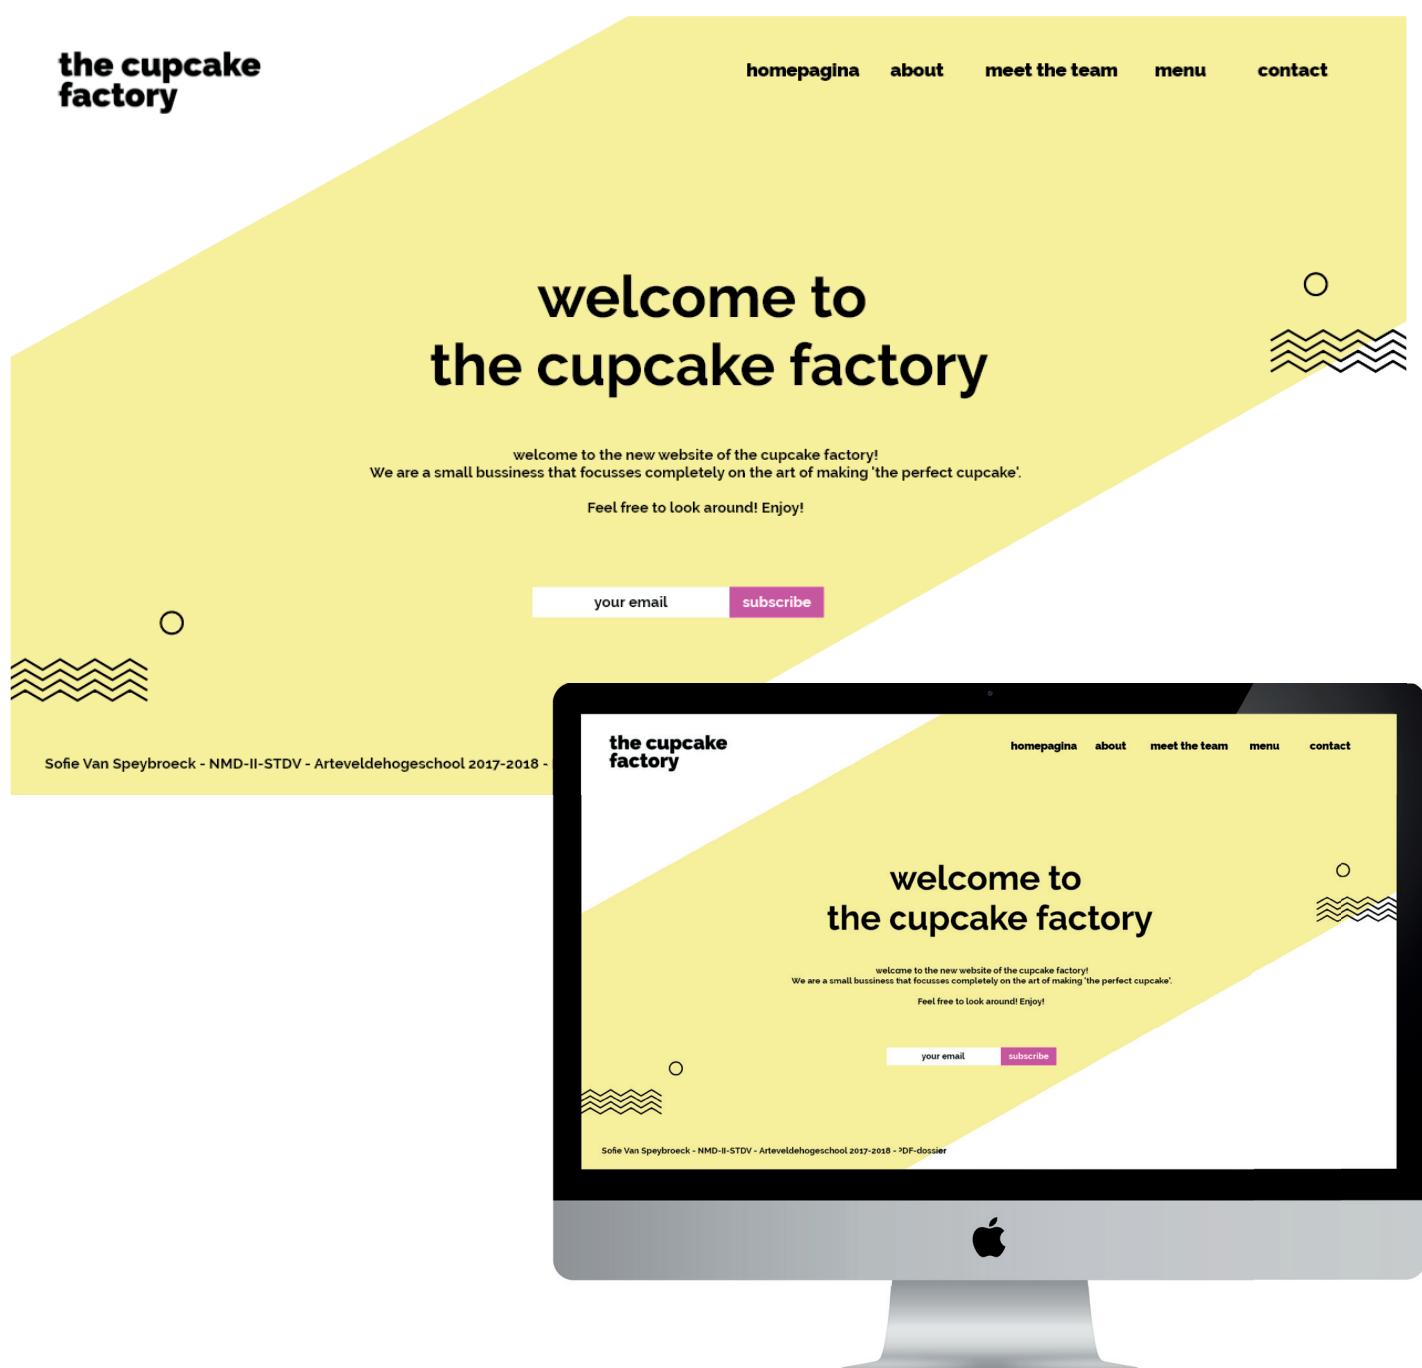 the cupcake
factory
homepagina about meet the team menu contact
welcome to
the cupcake factory
welcome to the new website of the cupcake factory!
We are a small bussiness that focusses completely on the art of making 'the perfect cupcake'.
Feel free to look around! Enjoy!
your email subscribe
Sofie Van Speybroeck - NMD-II-STDV - Arteveldehogeschool 2017-2018 -
the cupcake
factory
homepagina about meet the team menu contact
welcome to
the cupcake factory
welcome to the new website of the cupcake factory!
We are a small bussiness that focusses completely on the art of making 'the perfect cupcake'.
Feel free to look around! Enjoy!
your email subscribe
Sofie Van Speybroeck - NMD-II-STDV - Arteveldehogeschool 2017-2018 - PDF-dossier